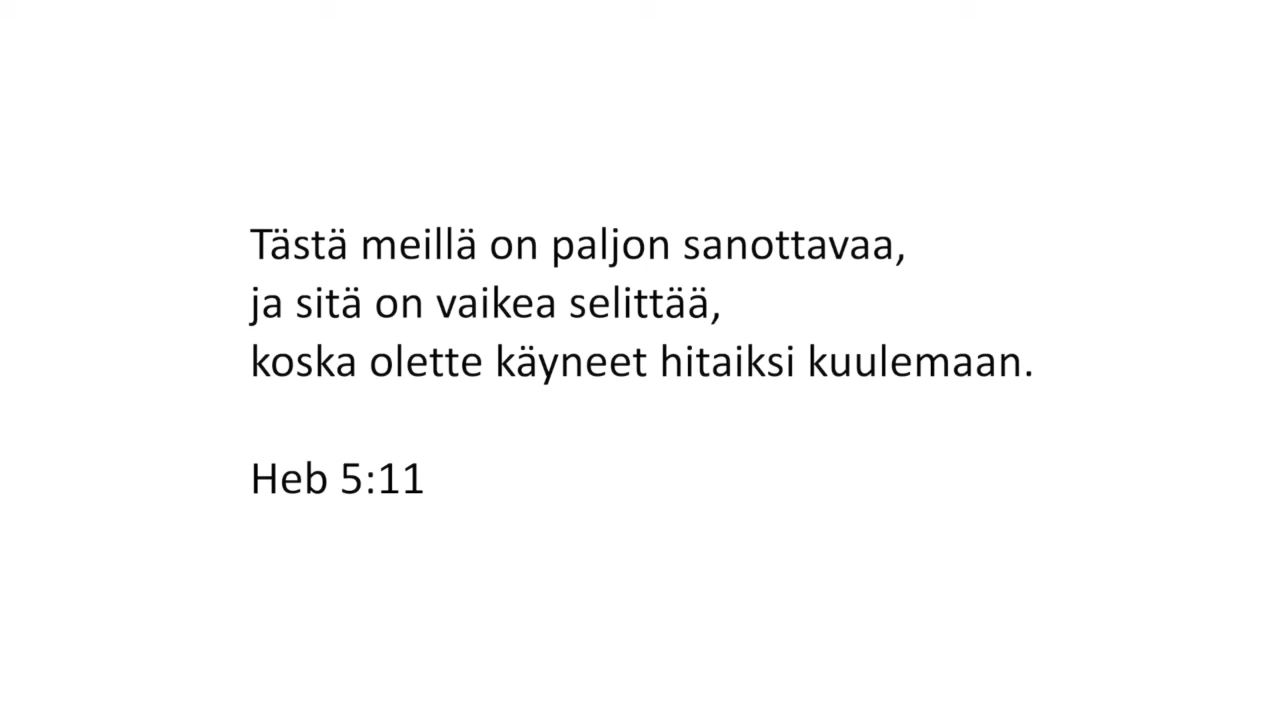 Tästä meillä on paljon sanottavaa,
ja sitä on vaikea selittää,
koska olette käyneet hitaiksi kuulemaan.
Heb 5:11